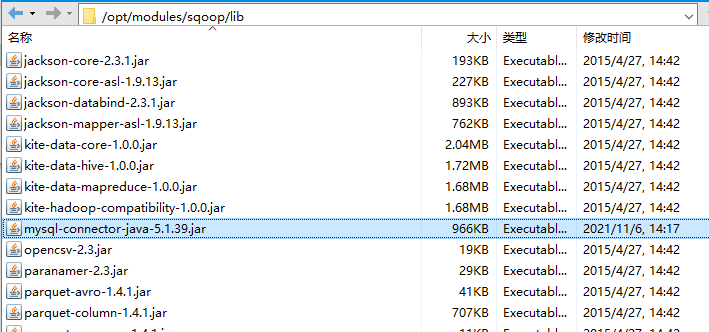 /opt/modules/sqoop/lib
名称 大小 类型 修改时间
jackson-core-2.3.1.jar 193KB Executabl... 2015/4/27, 14:42
jackson-core-asl-1.9.13.jar 227KB Executabl... 2015/4/27, 14:42
jackson-databind-2.3.1.jar 893KB Executabl... 2015/4/27, 14:42
jackson-mapper-asl-1.9.13.jar 762KB Executabl... 2015/4/27, 14:42
kite-data-core-1.0.0.jar 2.04MB Executabl... 2015/4/27, 14:42
kite-data-hive-1.0.0.jar 1.72MB Executabl... 2015/4/27, 14:42
kite-data-mapreduce-1.0.0.jar 1.68MB Executabl... 2015/4/27, 14:42
kite-hadoop-compatibility-1.0.0.jar 1.68MB Executabl... 2015/4/27, 14:42
mysql-connector-java-5.1.39.jar 966KB Executabl... 2021/11/6, 14:17
opencsv-2.3.jar 19KB Executabl... 2015/4/27, 14:42
paranamer-2.3.jar 29KB Executabl... 2015/4/27, 14:42
parquet-avro-1.4.1.jar 41KB Executabl... 2015/4/27, 14:42
parquet-column-1.4.1.jar 707KB Executabl... 2015/4/27, 14:42